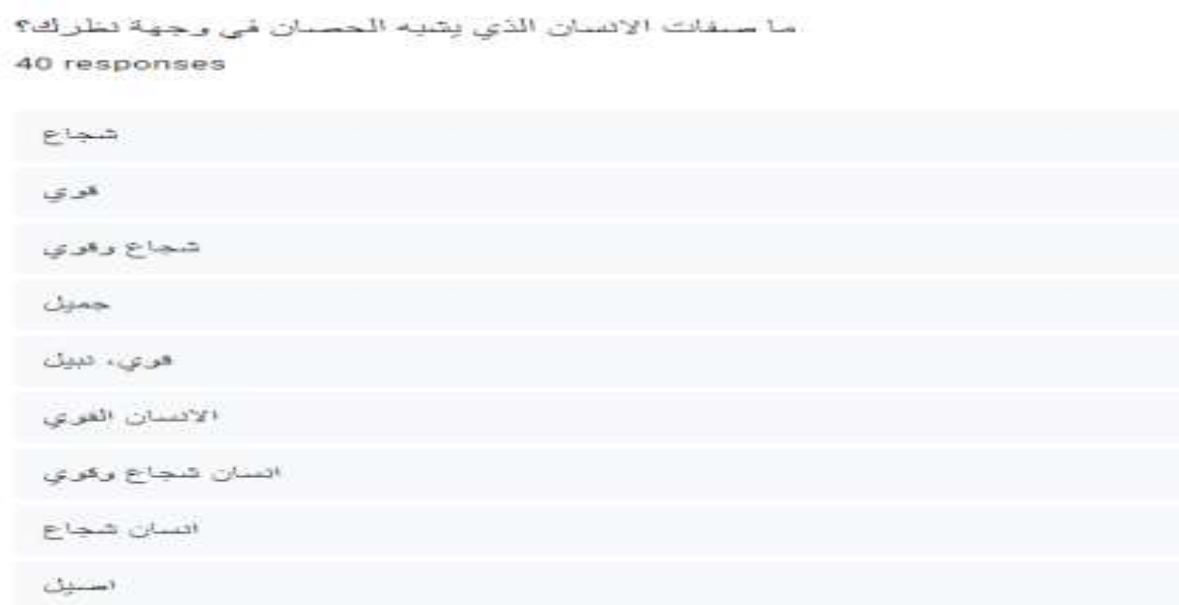 ما صفات الانسان الذي يشبه الحصان في وجهة نظرك؟
40 responses
شجاع
قوي
شجاع وقوي
جميل
قوي، نبيل
الانسان القوي
انسان شجاع وقوي
انسان شجاع
اصيل